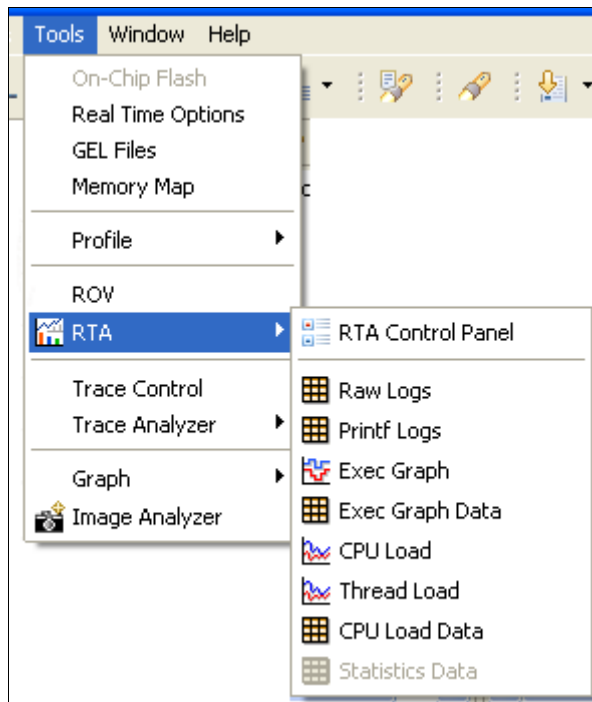 Tools Window Help
On-Chip Flash
Real Time Options
GEL Files
Memory Map
Profile
ROV
RTA
Trace Control
Trace Analyzer
Graph
Image Analyzer
RTA Control Panel
Raw Logs
Printf Logs
Exec Graph
Exec Graph Data
CPU Load
Thread Load
CPU Load Data
Statistics Data